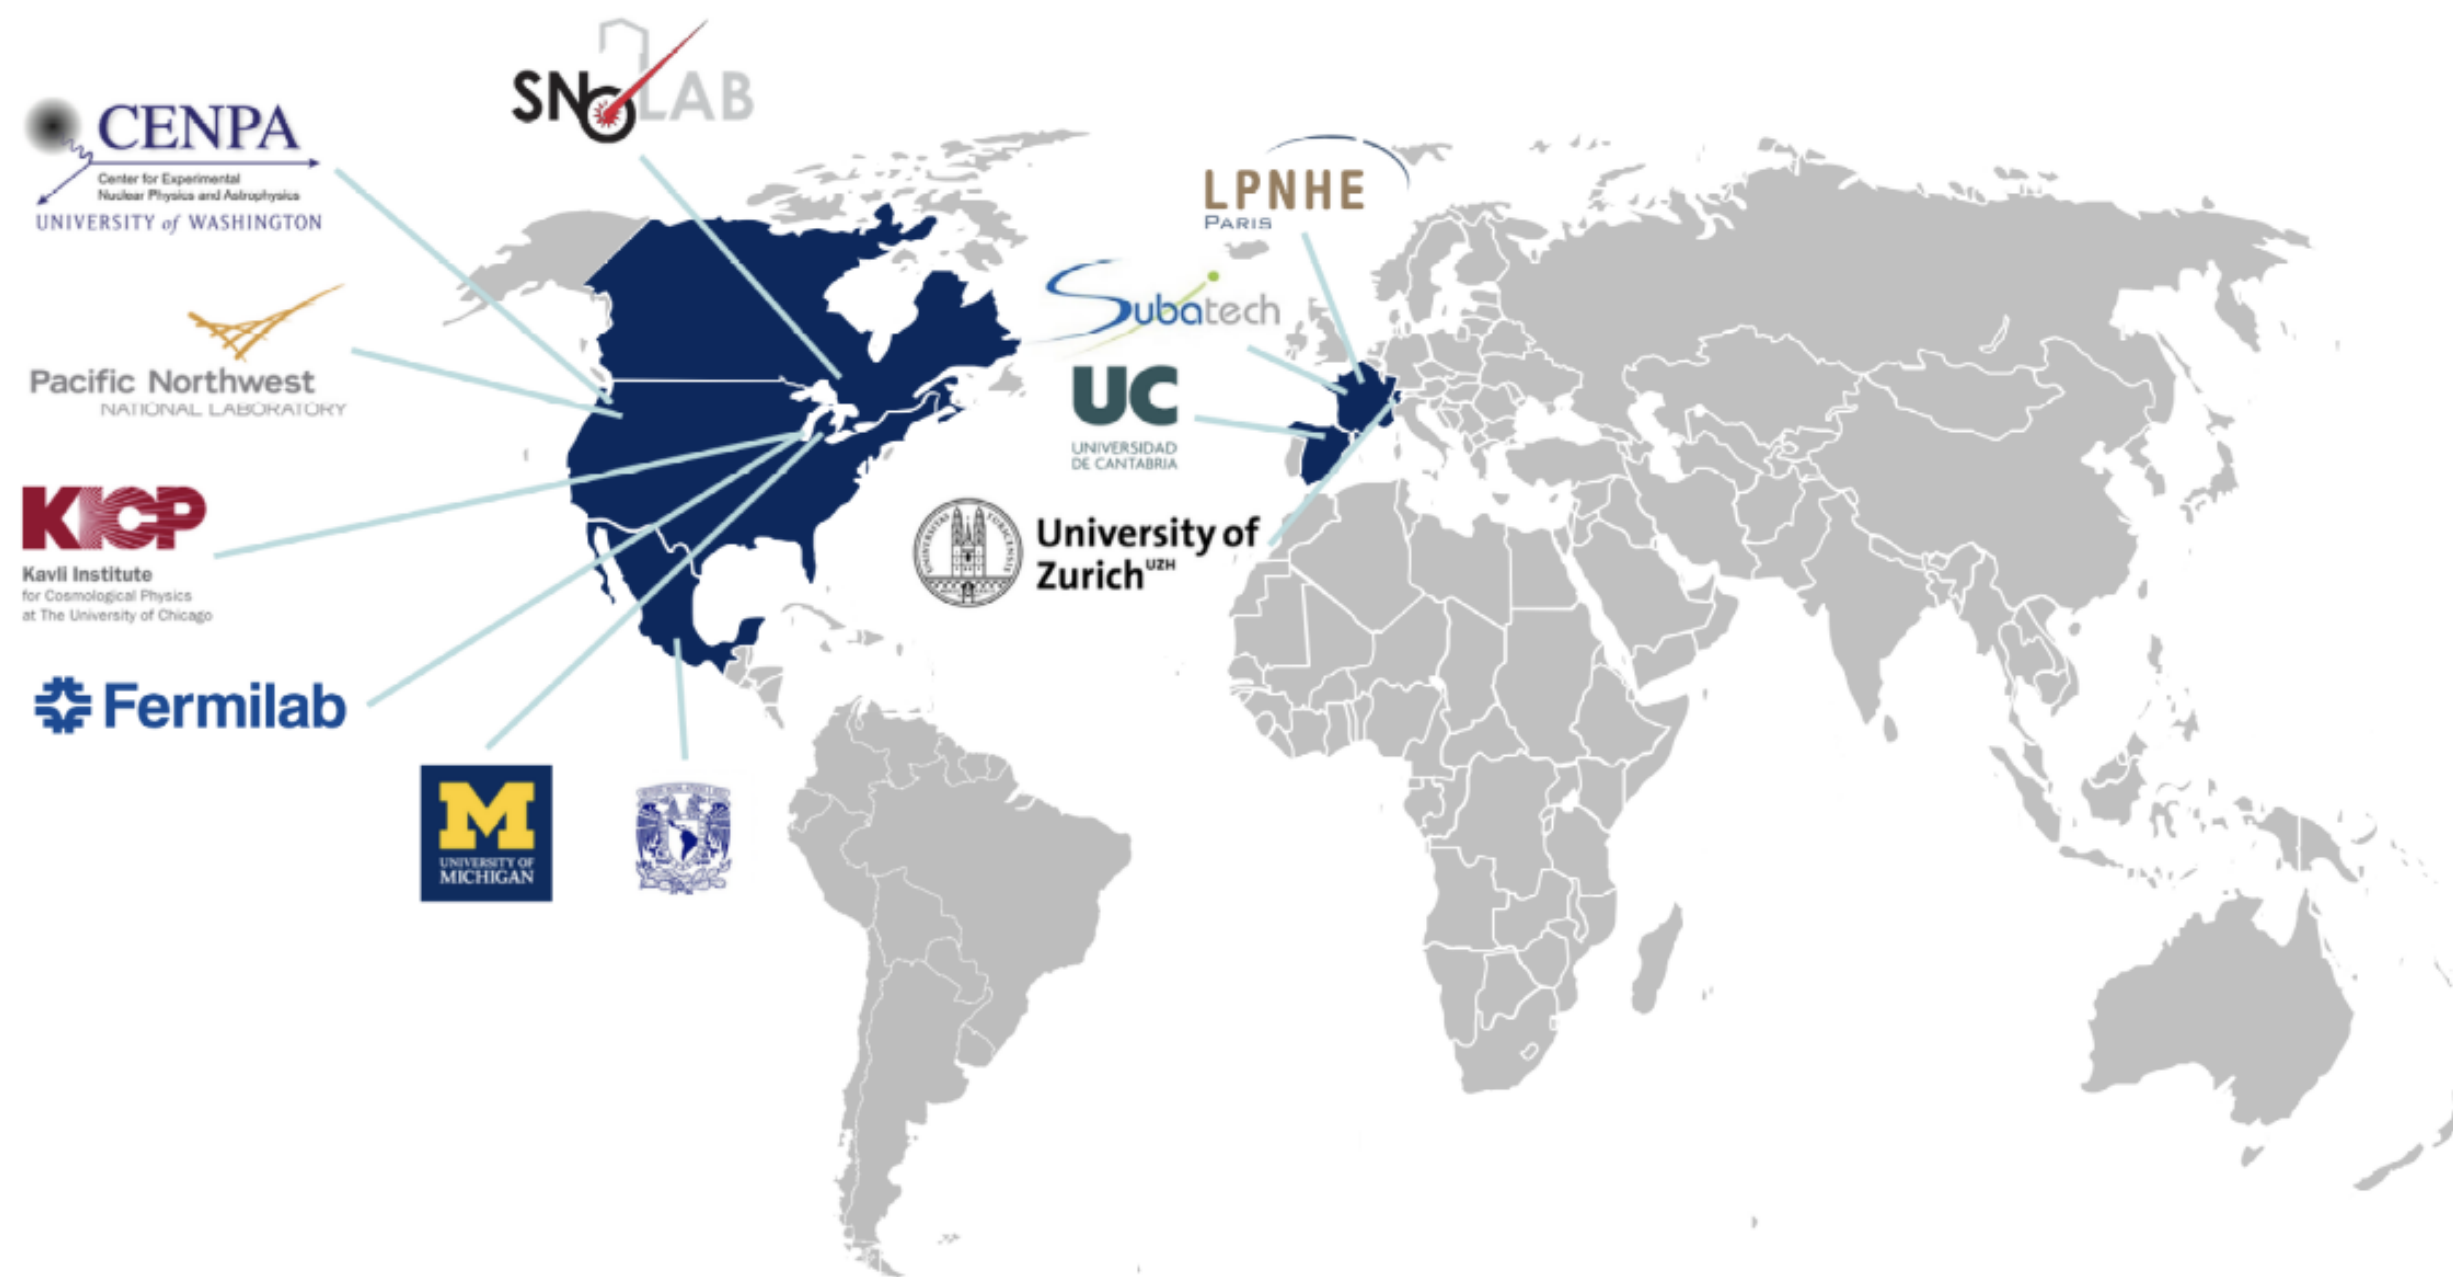 CENPA
Center for Experimental
Nuclear Physics and Astrophysics
UNIVERSITY of WASHINGTON
SNOLAB
Pacific Northwest
NATIONAL LABORATORY
KICP
Kavli Institute
for Cosmological Physics
at The University of Chicago
Fermilab
M
UNIVERSITY OF
MICHIGAN
LPNHE
PARIS
Subatech
UC
UNIVERSIDAD
DE CANTABRIA
University of
Zurich UZH